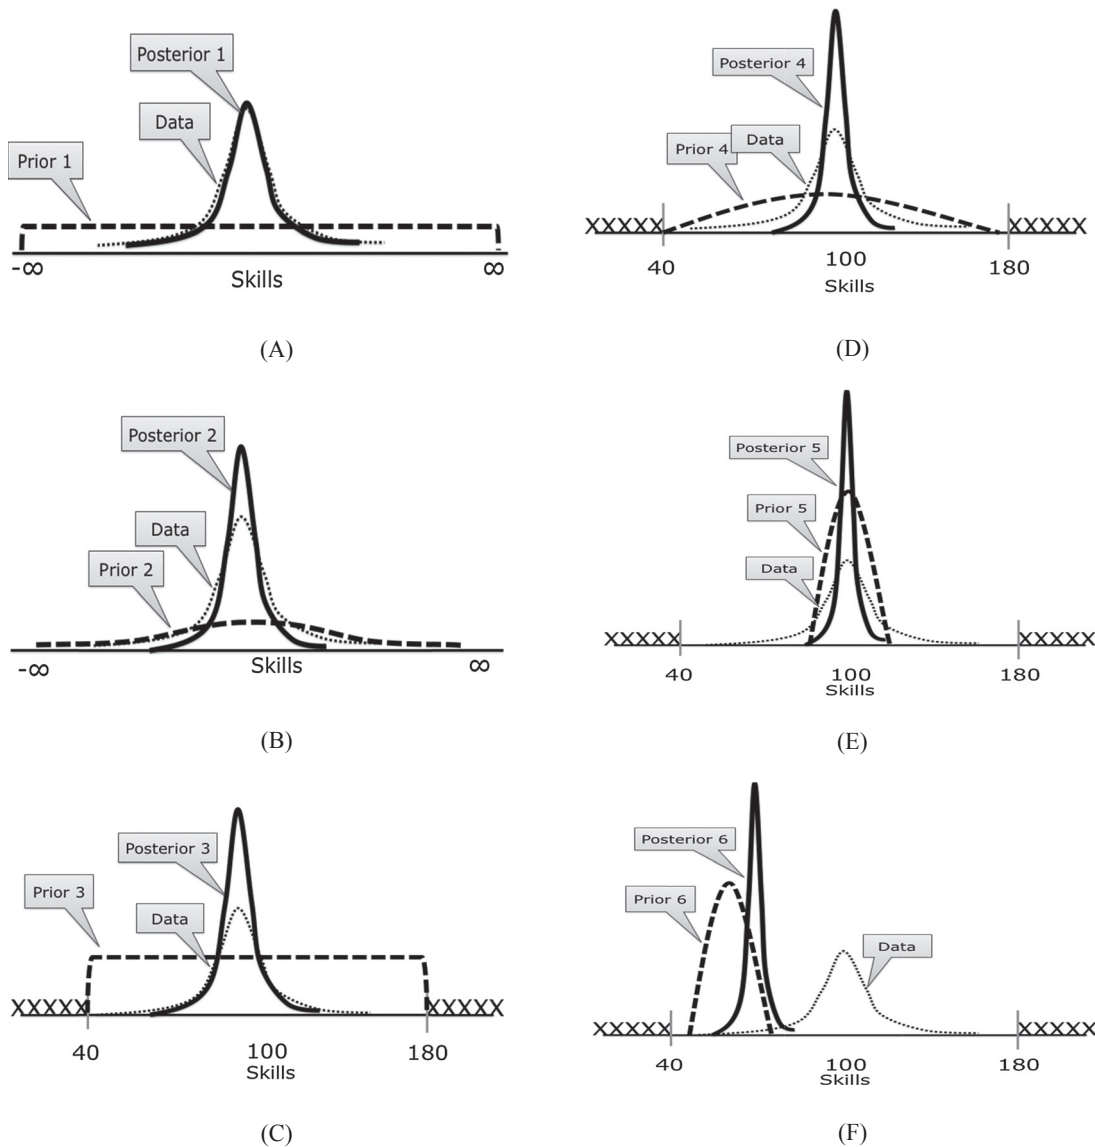 Posterior 1
Data
Prior 1
-∞
∞
Skills
(A)
Posterior 2
Data
Prior 2
-∞
Skills
∞
(B)
Posterior 3
Prior 3
Data
XXXXX
XXXXX
40
100
180
Skills
(C)
Posterior 4
Prior 4
Data
XXXXX
XXXXX
40
100
180
Skills
(D)
Posterior 5
Prior 5
Data
XXXXX
XXXXX
40
100
180
Skills
(E)
Posterior 6
Prior 6
Data
XXXXX
XXXXX
40
100
180
Skills
(F)